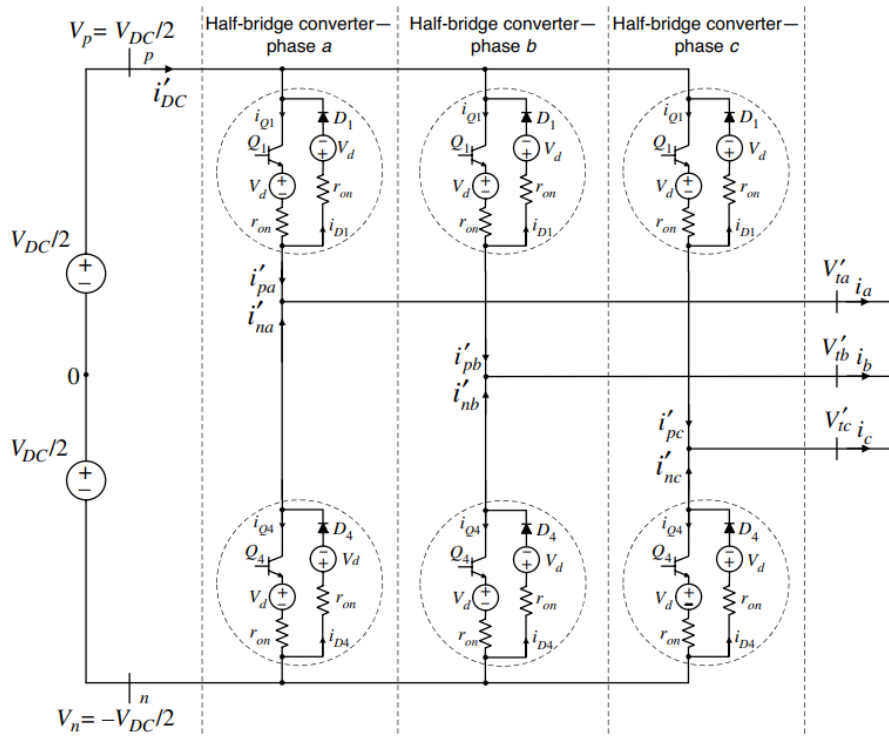 Half-bridge converter—
phase a
Half-bridge converter—
phase b
Half-bridge converter—
phase c
V_p = V_DC/2
p
i'_DC
i_Q1
D_1
Q_1
V_d
V_d
r_on
r_on
i_D1
i_Q1
D_1
Q_1
V_d
V_d
r_on
r_on
i_D1
i_Q1
D_1
Q_1
V_d
V_d
r_on
r_on
i_D1
V_DC/2
+
−
i'_pa
i'_na
V'_ta
i_a
0
i'_pb
i'_nb
V'_tb
i_b
V_DC/2
+
−
i'_pc
i'_nc
V'_tc
i_c
i_Q4
D_4
Q_4
V_d
V_d
r_on
r_on
i_D4
i_Q4
D_4
Q_4
V_d
V_d
r_on
r_on
i_D4
i_Q4
D_4
Q_4
V_d
V_d
r_on
r_on
i_D4
n
V_n = −V_DC/2